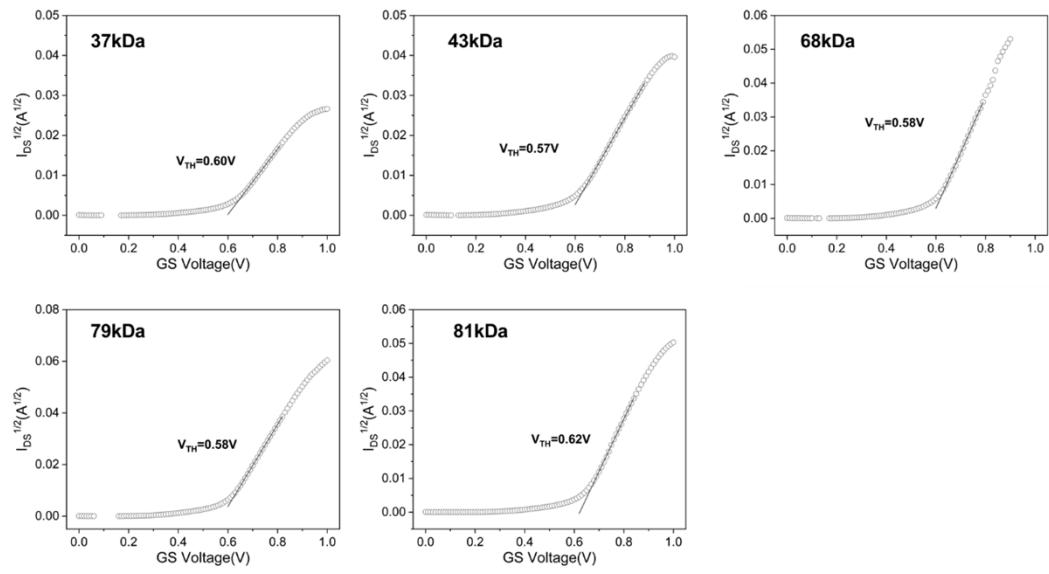 37kDa
0.05
0.04
0.03
0.02
0.01
0.00
I_DS^1/2(A^1/2)
V_TH=0.60V
0.0 0.2 0.4 0.6 0.8 1.0
GS Voltage(V)
43kDa
0.05
0.04
0.03
0.02
0.01
0.00
I_DS^1/2(A^1/2)
V_TH=0.57V
0.0 0.2 0.4 0.6 0.8 1.0
GS Voltage(V)
68kDa
0.06
0.05
0.04
0.03
0.02
0.01
0.00
I_DS^1/2(A^1/2)
V_TH=0.58V
0.0 0.2 0.4 0.6 0.8 1.0
GS Voltage(V)
79kDa
0.08
0.06
0.04
0.02
0.00
I_DS^1/2(A^1/2)
V_TH=0.58V
0.0 0.2 0.4 0.6 0.8 1.0
GS Voltage(V)
81kDa
0.06
0.05
0.04
0.03
0.02
0.01
0.00
I_DS^1/2(A^1/2)
V_TH=0.62V
0.0 0.2 0.4 0.6 0.8 1.0
GS Voltage(V)